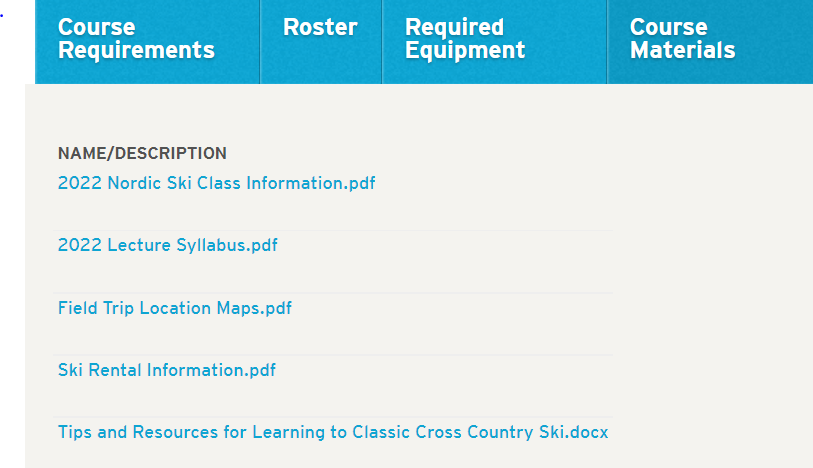 Course
Requirements
Roster
Required
Equipment
Course
Materials
NAME/DESCRIPTION
2022 Nordic Ski Class Information.pdf
2022 Lecture Syllabus.pdf
Field Trip Location Maps.pdf
Ski Rental Information.pdf
Tips and Resources for Learning to Classic Cross Country Ski.docx